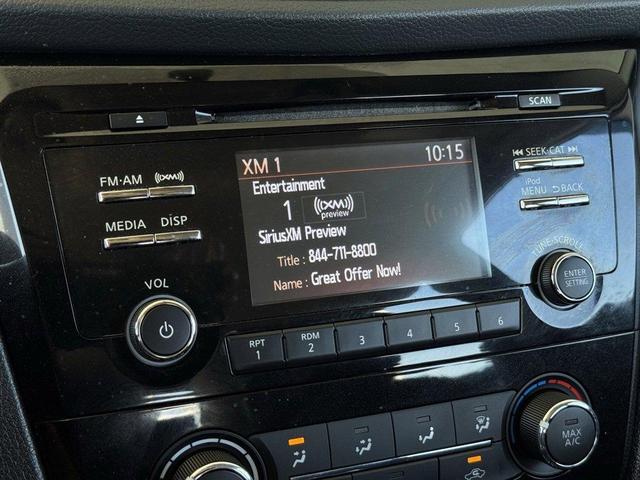 SCAN
FM·AM ((XM))
SEEK·CAT
iPod
MENU BACK
MEDIA DISP
TUNE·SCROLL
ENTER
SETTING
VOL
XM 1 10:15
Entertainment
1 ((XM))
preview
SiriusXM Preview
Title : 844-711-8800
Name : Great Offer Now!
RPT RDM
1 2 3 4 5 6
MAX
A/C